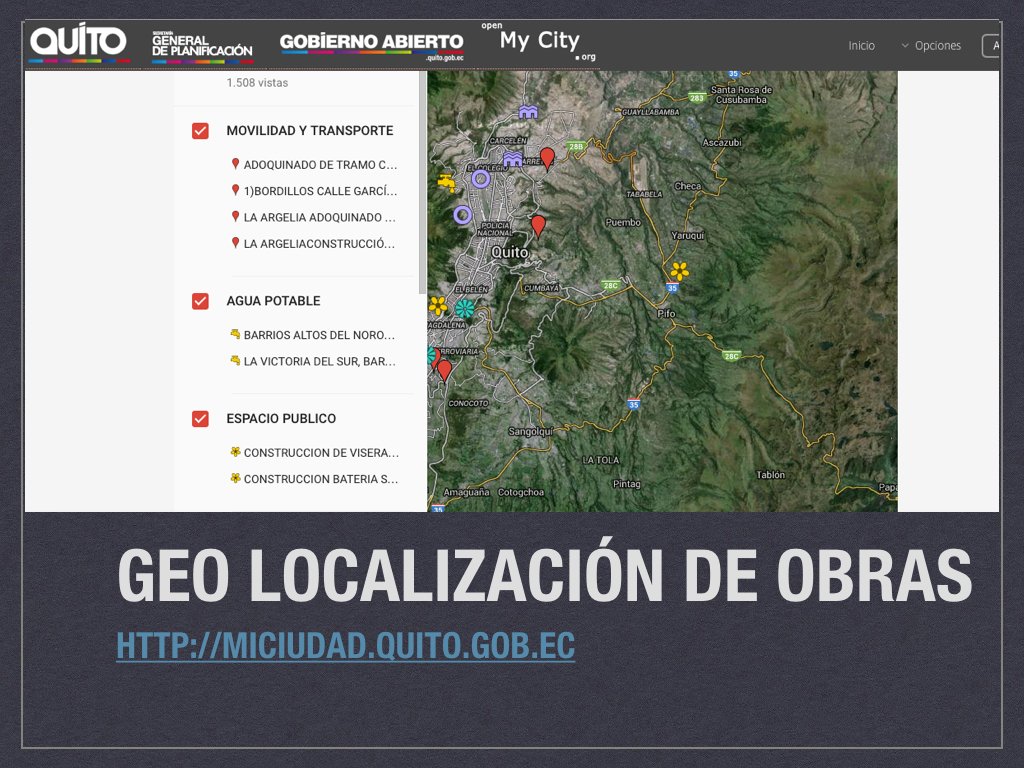 QUITO
SECRETARÍA
GENERAL
DE PLANIFICACIÓN
GOBIERNO ABIERTO
.quito.gob.ec
open
My City
.org
Inicio
Opciones
A
1.508 vistas
MOVILIDAD Y TRANSPORTE
ADOQUINADO DE TRAMO C...
1)BORDILLOS CALLE GARCÍ...
LA ARGELIA ADOQUINADO ...
LA ARGELIACONSTRUCCIÓ...
AGUA POTABLE
BARRIOS ALTOS DEL NORO...
LA VICTORIA DEL SUR, BAR...
ESPACIO PUBLICO
CONSTRUCCION DE VISERA...
CONSTRUCCION BATERIA S...
35
Santa Rosa de
Cusubamba
283
GUAYLLABAMBA
CARCELÉN
28B
Ascazubi
EL COLEGIO
ARRE
TABABELA
Checa
Puembo
POLICIA
NACIONAL
Yaruquí
Quito
EL BELÉN
CUMBAYÁ
28C
35
Pifo
AGDALENA
RROVIARIA
28C
CONOCOTO
35
Sangolquí
LA TOLA
Pintag
Tablón
Amaguaña
Cotogchoa
Papa
35
GEO LOCALIZACIÓN DE OBRAS
HTTP://MICIUDAD.QUITO.GOB.EC